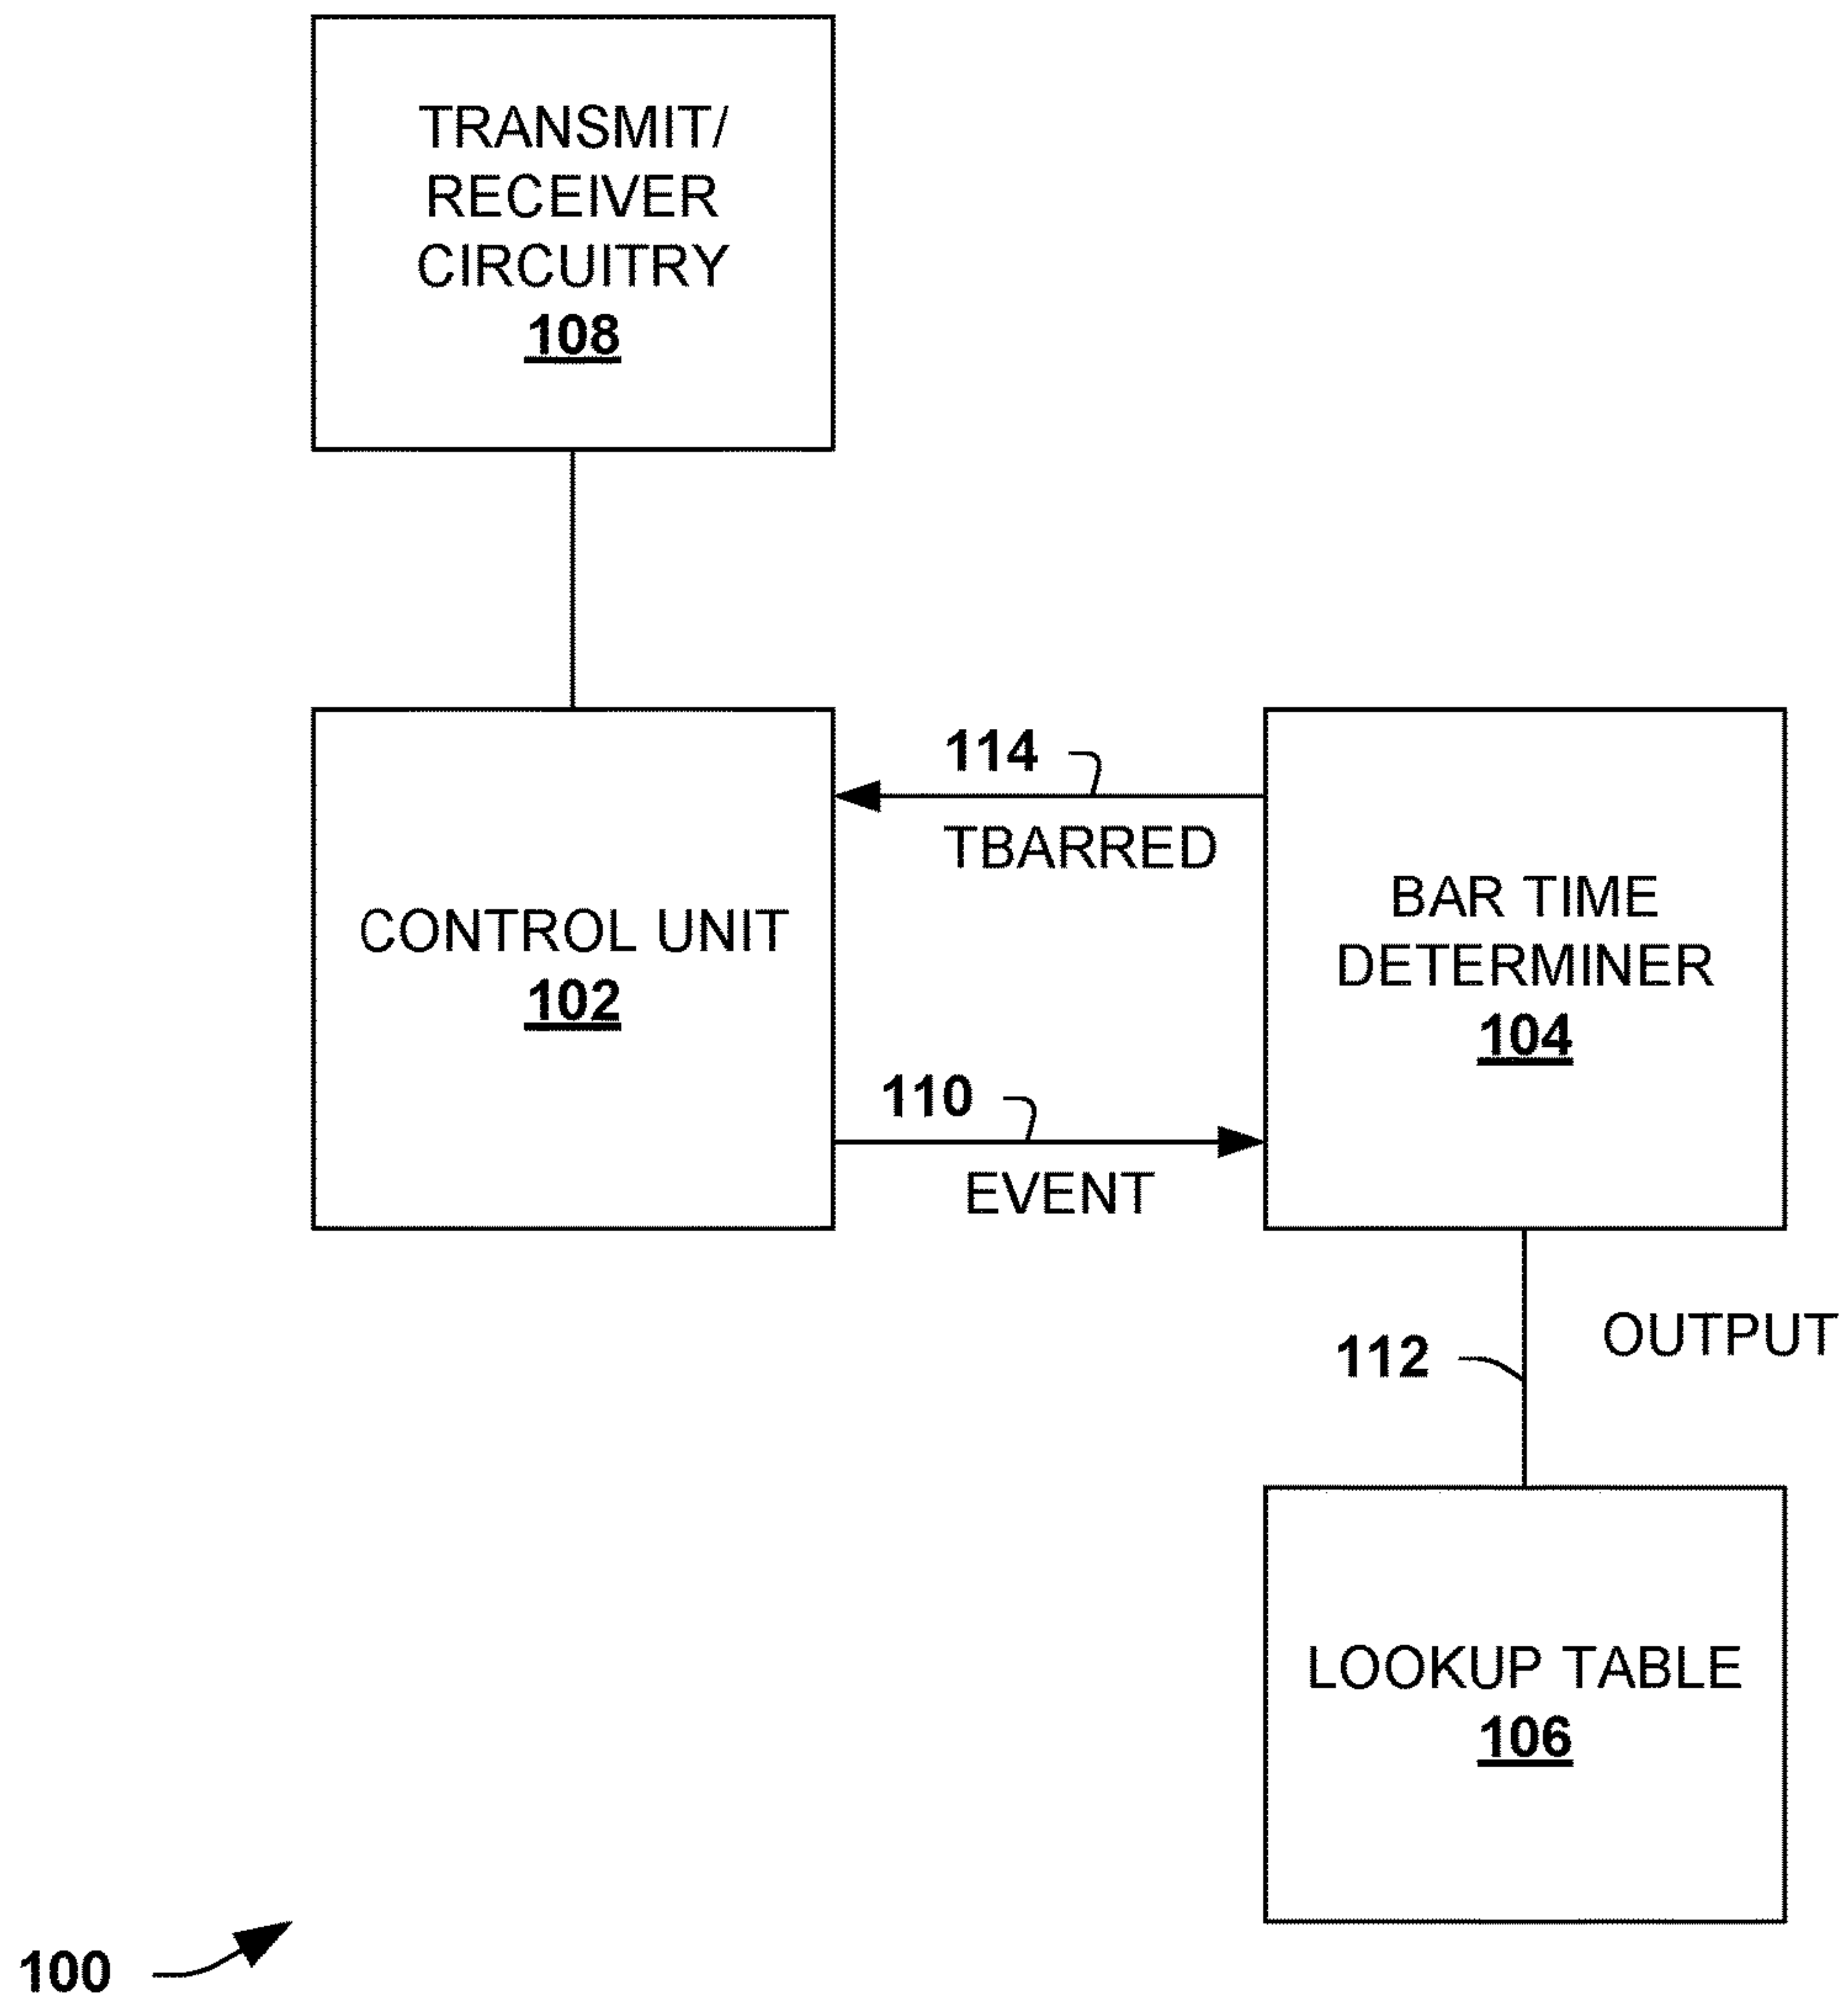 TRANSMIT/
RECEIVER
CIRCUITRY
108
114
TBARRED
CONTROL UNIT
102
BAR TIME
DETERMINER
104
110
EVENT
OUTPUT
112
LOOKUP TABLE
106
100